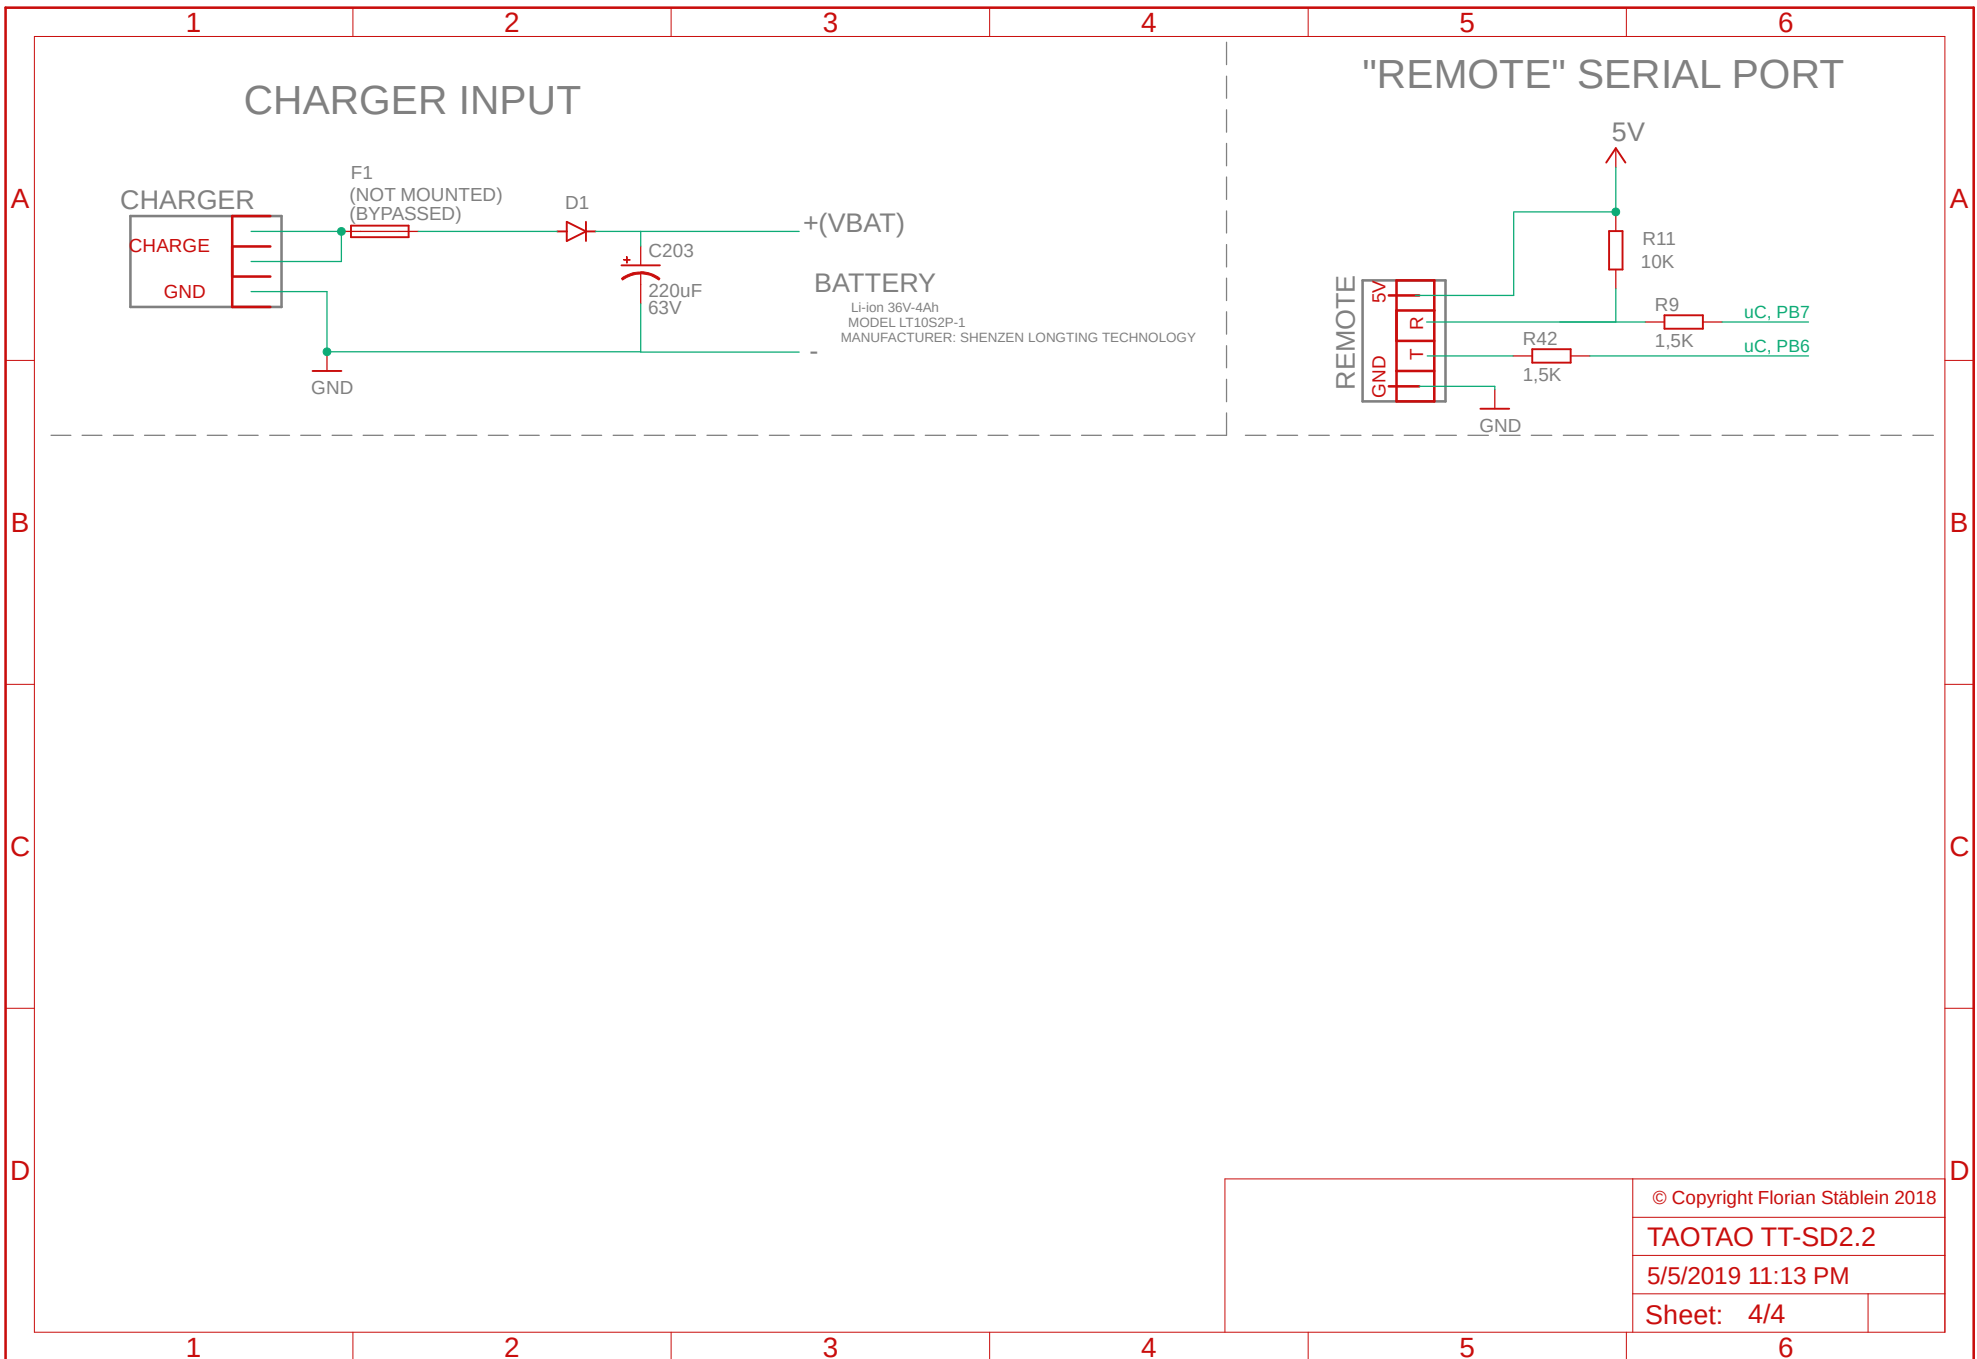 1 2 3 4 5 6
CHARGER INPUT
"REMOTE" SERIAL PORT
5V
F1
(NOT MOUNTED)
(BYPASSED)
A
CHARGER
D1
A
+(VBAT)
CHARGE
C203
R11
10K
BATTERY
GND
220uF
63V
Li-ion 36V-4Ah
MODEL LT10S2P-1
MANUFACTURER: SHENZEN LONGTING TECHNOLOGY
-
GND
REMOTE
5V
R
T
GND
R9
1,5K
uC, PB7
R42
1,5K
uC, PB6
GND
B
B
C
C
D
D
© Copyright Florian Stäblein 2018
TAOTAO TT-SD2.2
5/5/2019 11:13 PM
Sheet: 4/4
1 2 3 4 5 6